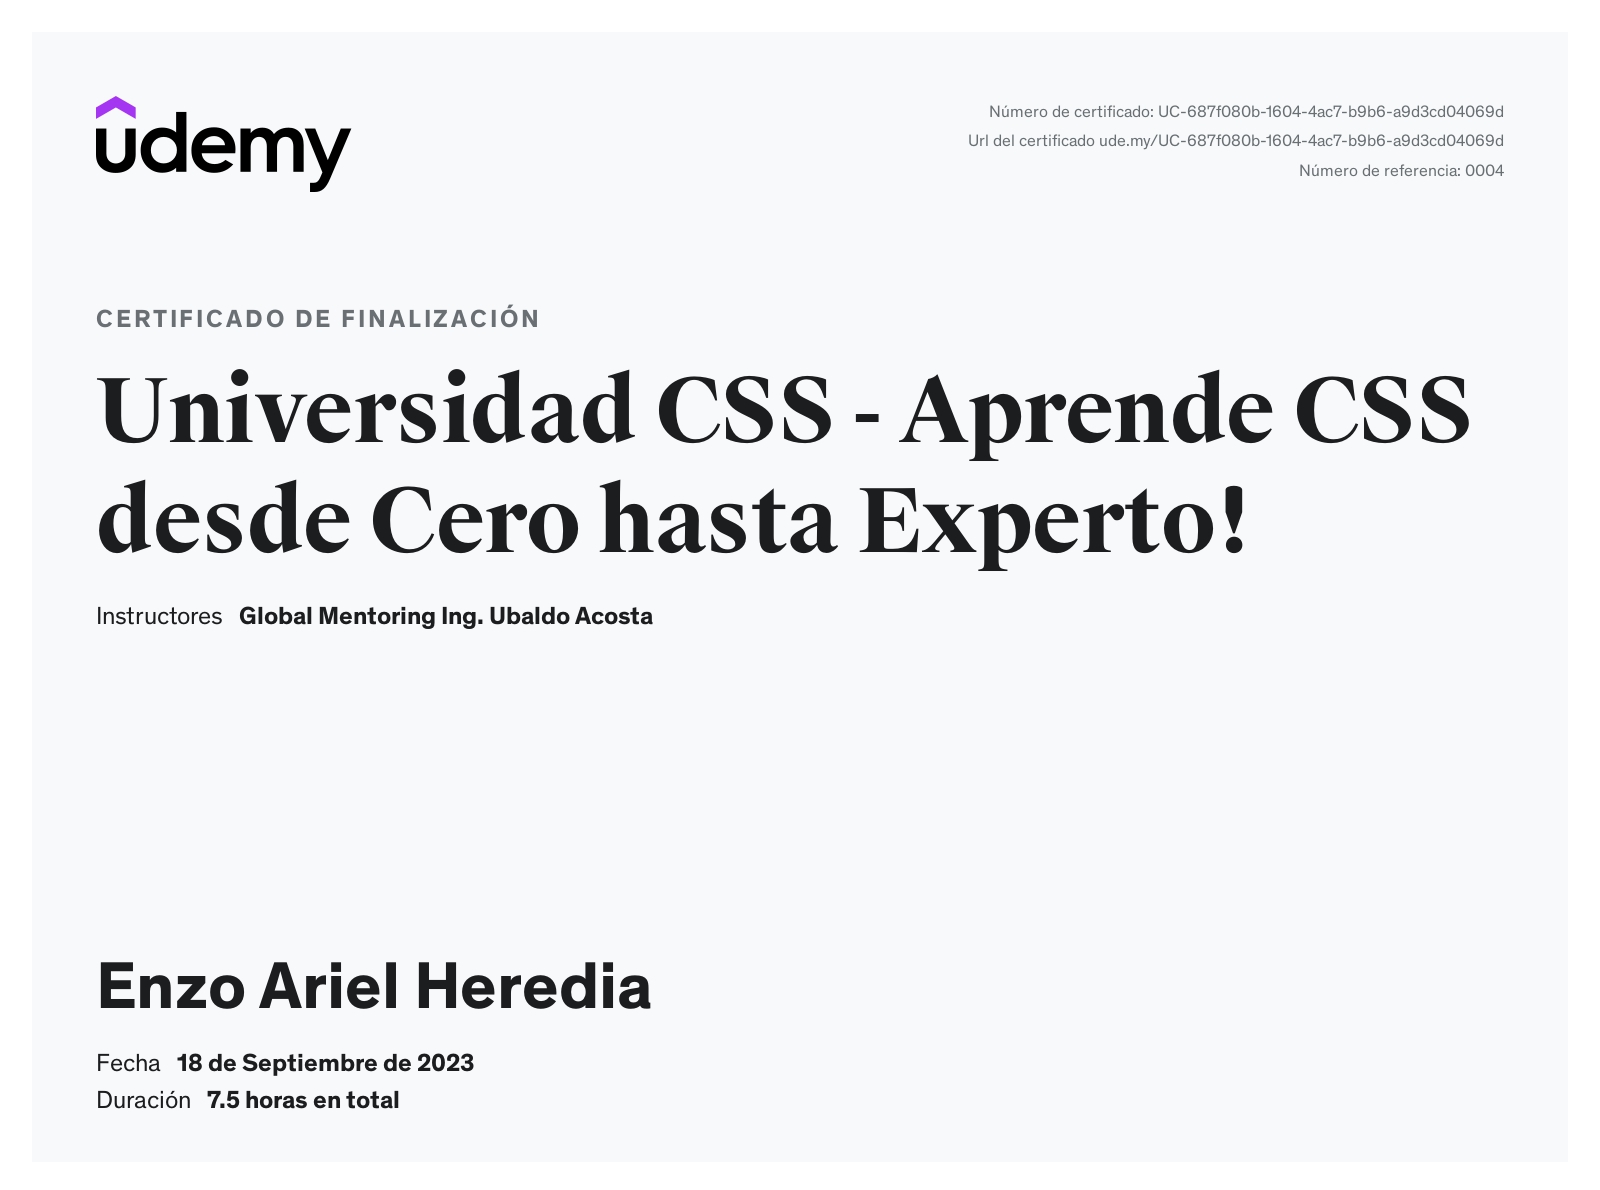 udemy
Número de certificado: UC-687f080b-1604-4ac7-b9b6-a9d3cd04069d
Url del certificado ude.my/UC-687f080b-1604-4ac7-b9b6-a9d3cd04069d
Número de referencia: 0004
CERTIFICADO DE FINALIZACIÓN
Universidad CSS - Aprende CSS
desde Cero hasta Experto!
Instructores Global Mentoring Ing. Ubaldo Acosta
Enzo Ariel Heredia
Fecha 18 de Septiembre de 2023
Duración 7.5 horas en total